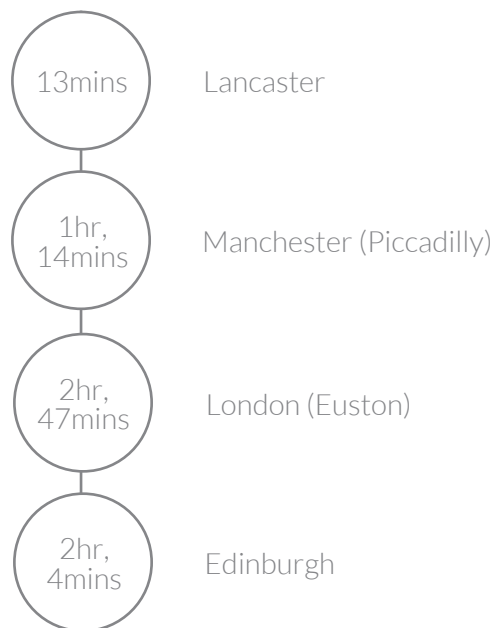 13mins
Lancaster
1hr,
14mins
Manchester (Piccadilly)
2hr,
47mins
London (Euston)
2hr,
4mins
Edinburgh